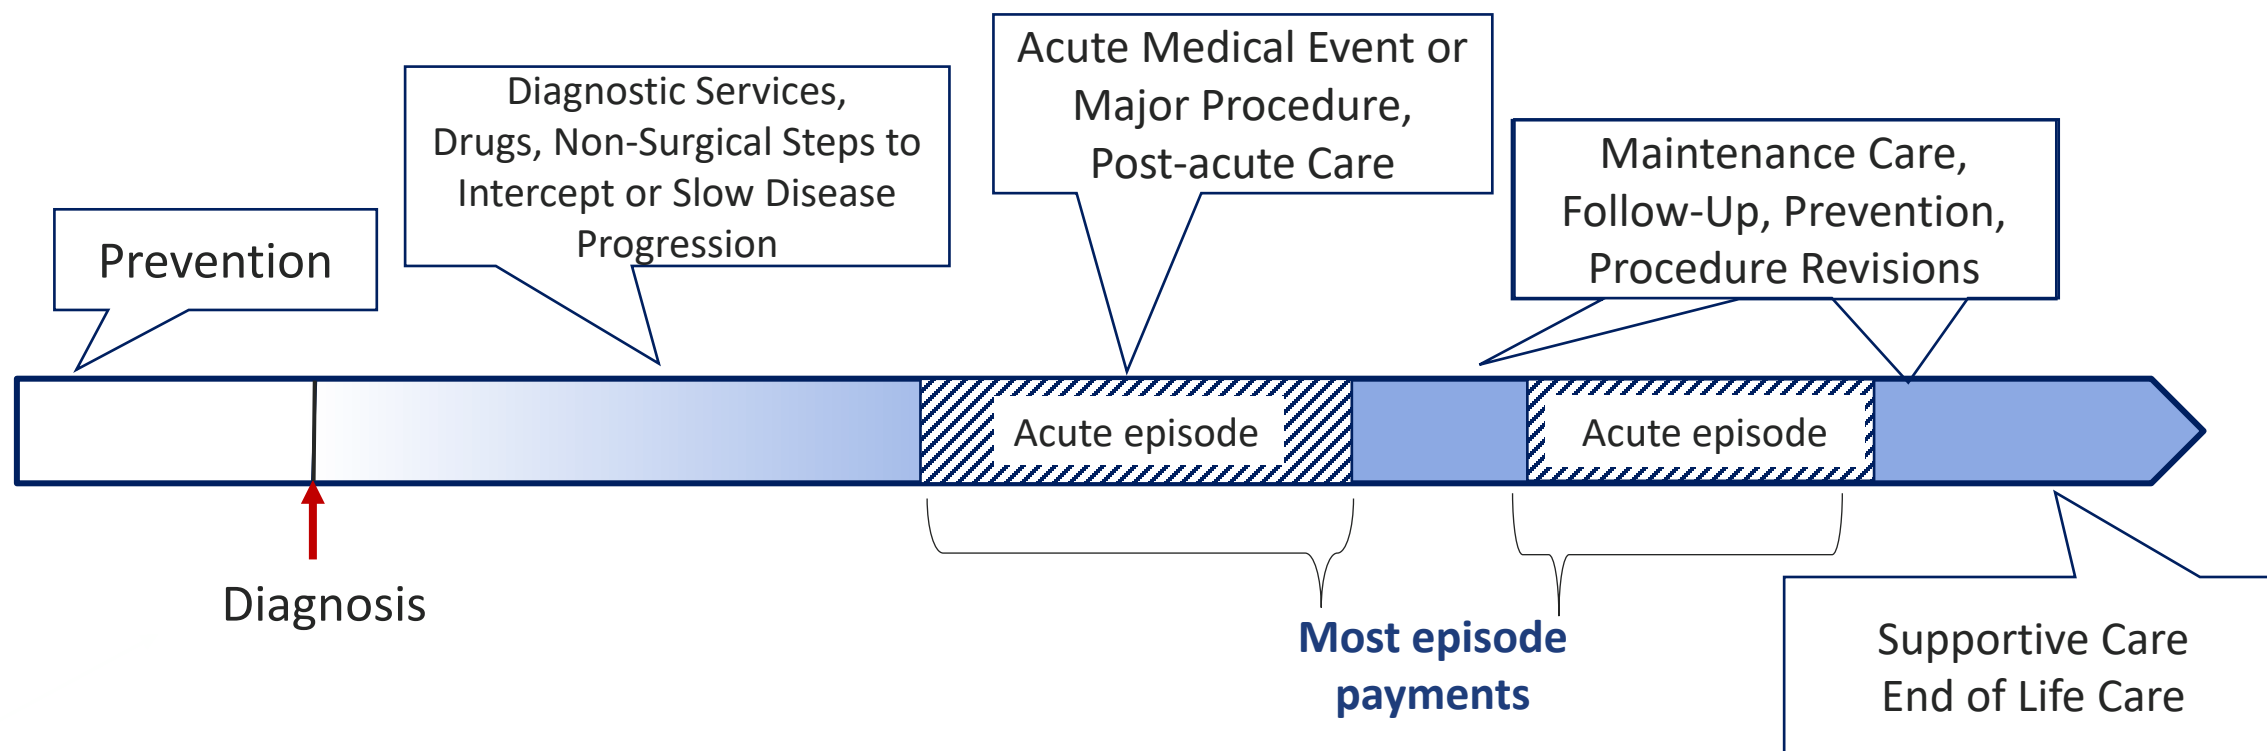 Prevention
Diagnostic Services,
Drugs, Non-Surgical Steps to
Intercept or Slow Disease
Progression
Acute Medical Event or
Major Procedure,
Post-acute Care
Maintenance Care,
Follow-Up, Prevention,
Procedure Revisions
Acute episode
Acute episode
Diagnosis
Most episode
payments
Supportive Care
End of Life Care